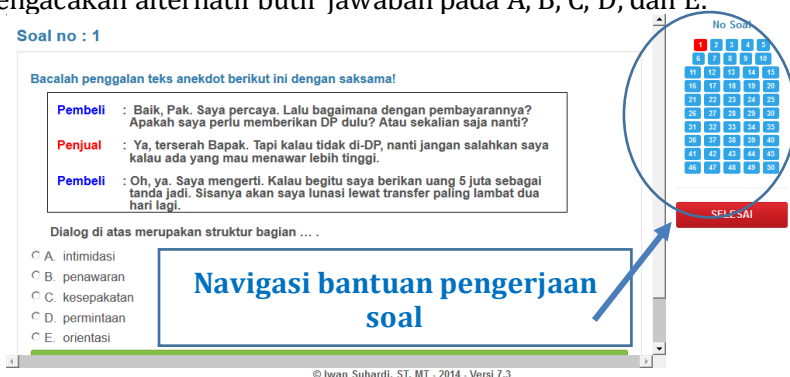 engacakan alternatif butir jawaban pada A, B, C, D, dan E.
Soal no : 1
Bacalah penggalan teks anekdot berikut ini dengan saksama!
Pembeli : Baik, Pak. Saya percaya. Lalu bagaimana dengan pembayarannya?
Apakah saya perlu memberikan DP dulu? Atau sekalian saja nanti?
Penjual : Ya, terserah Bapak. Tapi kalau tidak di-DP, nanti jangan salahkan saya
kalau ada yang mau menawar lebih tinggi.
Pembeli : Oh, ya. Saya mengerti. Kalau begitu saya berikan uang 5 juta sebagai
tanda jadi. Sisanya akan saya lunasi lewat transfer paling lambat dua
hari lagi.
Dialog di atas merupakan struktur bagian ... .
A. intimidasi
B. penawaran
C. kesepakatan
D. permintaan
E. orientasi
Navigasi bantuan pengerjaan
soal
No Soal
1 2 3 4 5
6 7 8 9 10
11 12 13 14 15
16 17 18 19 20
21 22 23 24 25
26 27 28 29 30
31 32 33 34 35
36 37 38 39 40
41 42 43 44 45
46 47 48 49 50
SELESAI
© Iwan Suhardi, ST, MT - 2014 - Versi 7.3